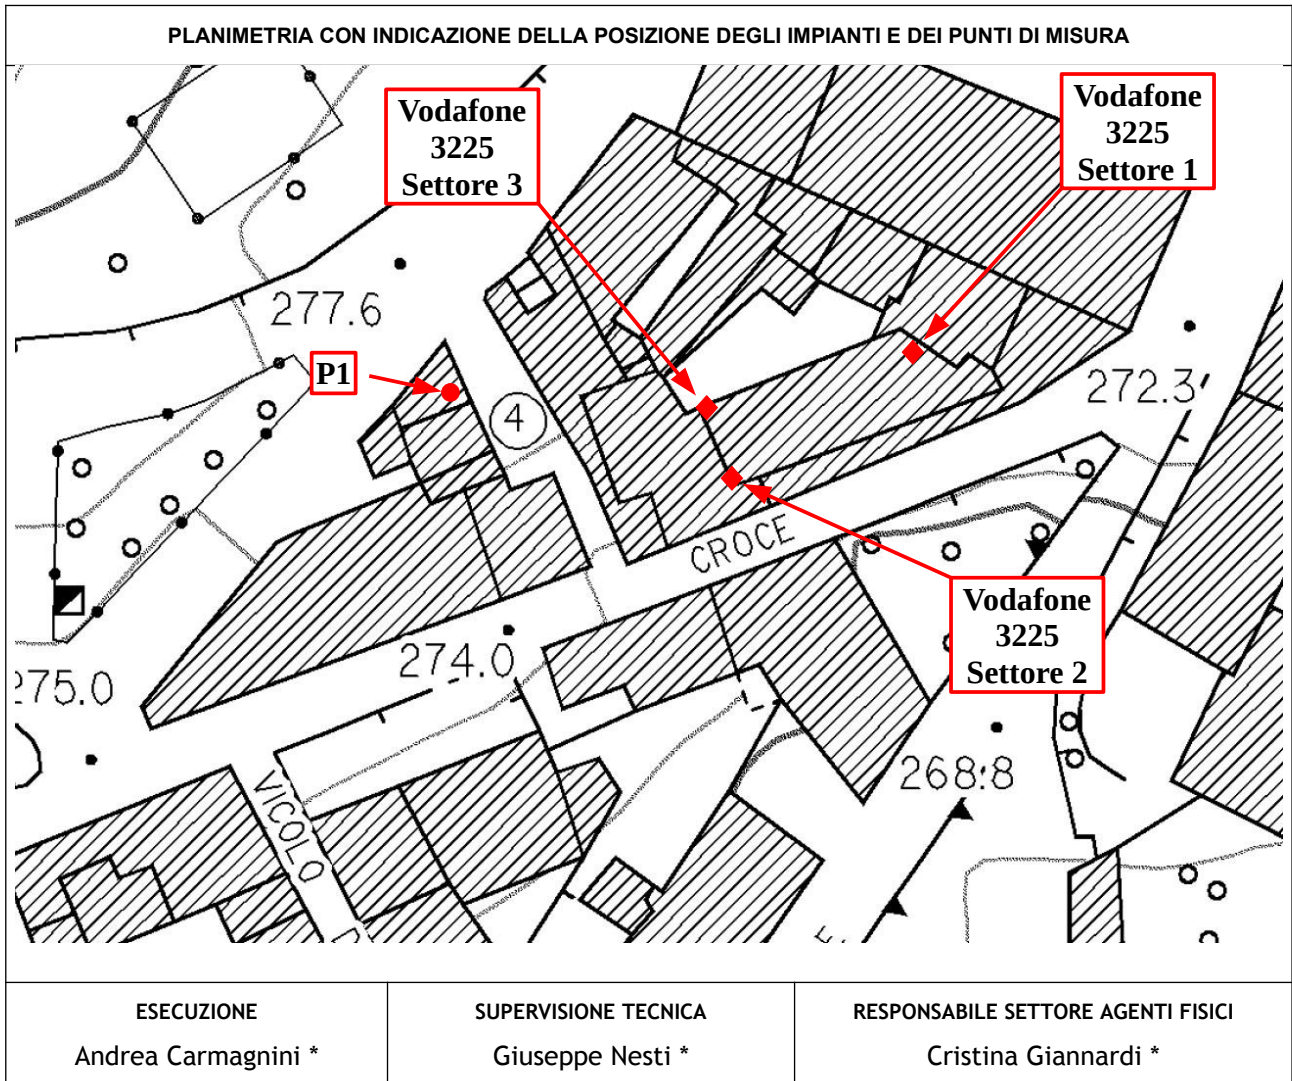 PLANIMETRIA CON INDICAZIONE DELLA POSIZIONE DEGLI IMPIANTI E DEI PUNTI DI MISURA
Vodafone
3225
Settore 3
Vodafone
3225
Settore 1
277.6
P1
4
272.3
CROCE
Vodafone
3225
Settore 2
274.0
275.0
268.8
VICOLO
ESECUZIONE
Andrea Carmagnini *
SUPERVISIONE TECNICA
Giuseppe Nesti *
RESPONSABILE SETTORE AGENTI FISICI
Cristina Giannardi *